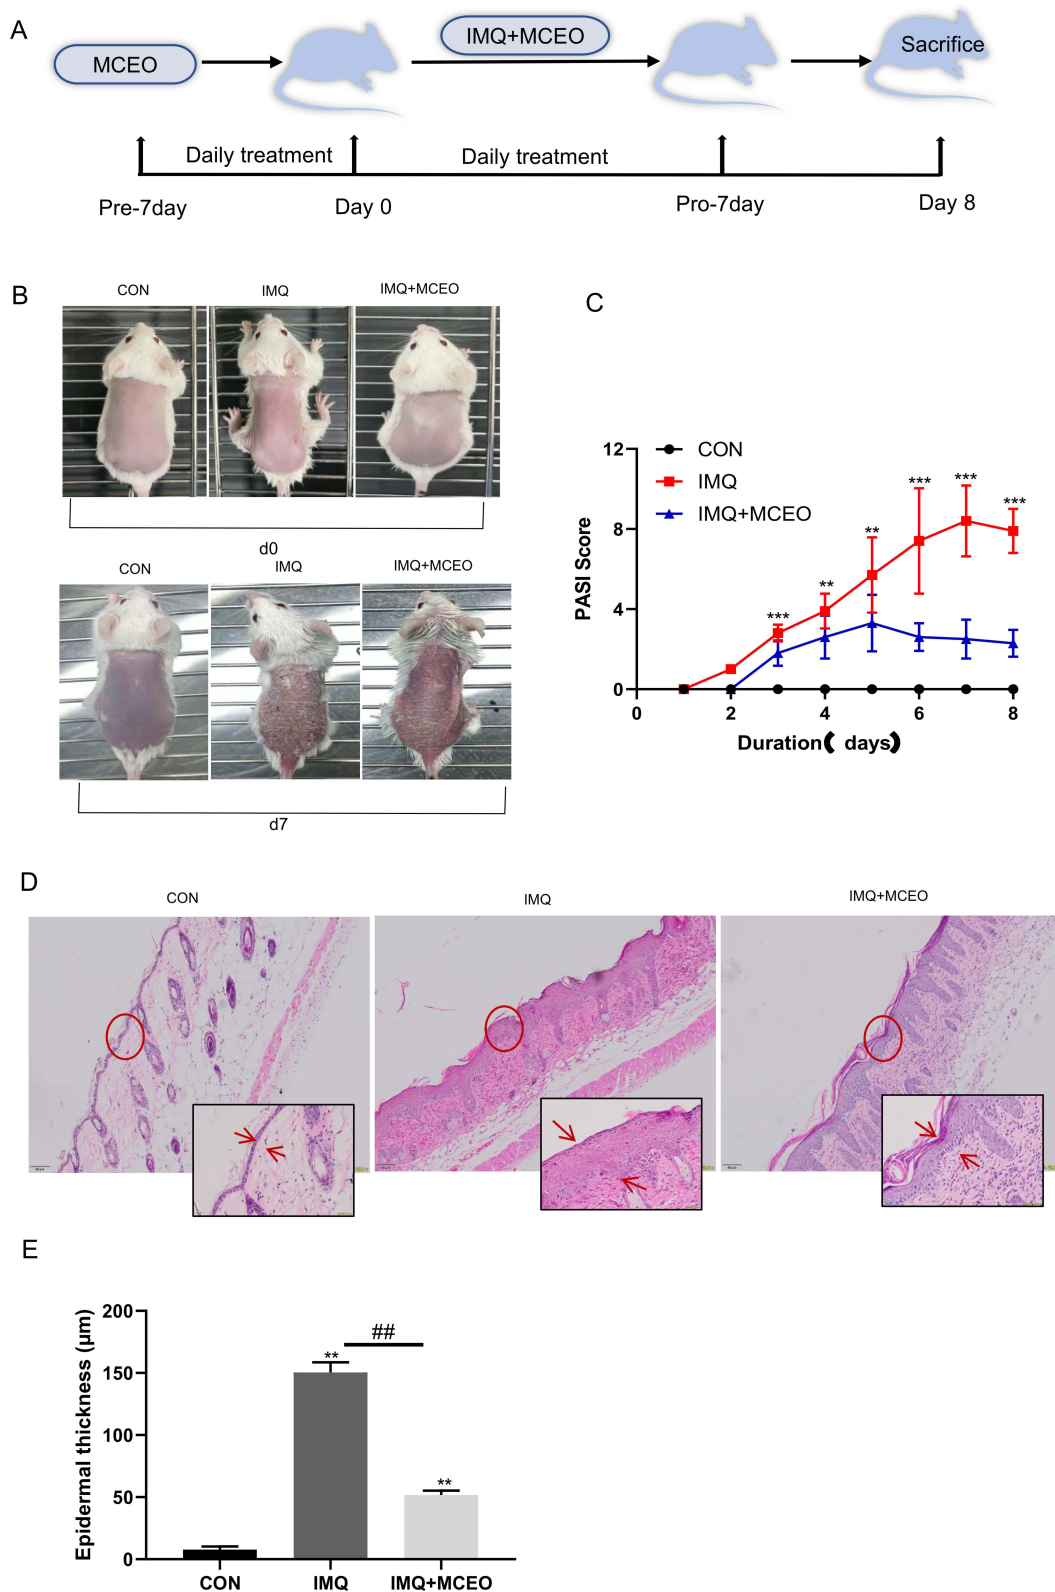 A
MCEO
IMQ+MCEO
Sacrifice
Daily treatment
Daily treatment
Pre-7day
Day 0
Pro-7day
Day 8
B
CON
IMQ
IMQ+MCEO
d0
CON
IMQ
IMQ+MCEO
d7
C
CON
IMQ
IMQ+MCEO
PASI Score
12
8
4
0
***
**
**
***
***
***
0
2
4
6
8
Duration( days)
D
CON
IMQ
IMQ+MCEO
E
Epidermal thickness (μm)
200
150
100
50
0
##
**
**
CON
IMQ
IMQ+MCEO